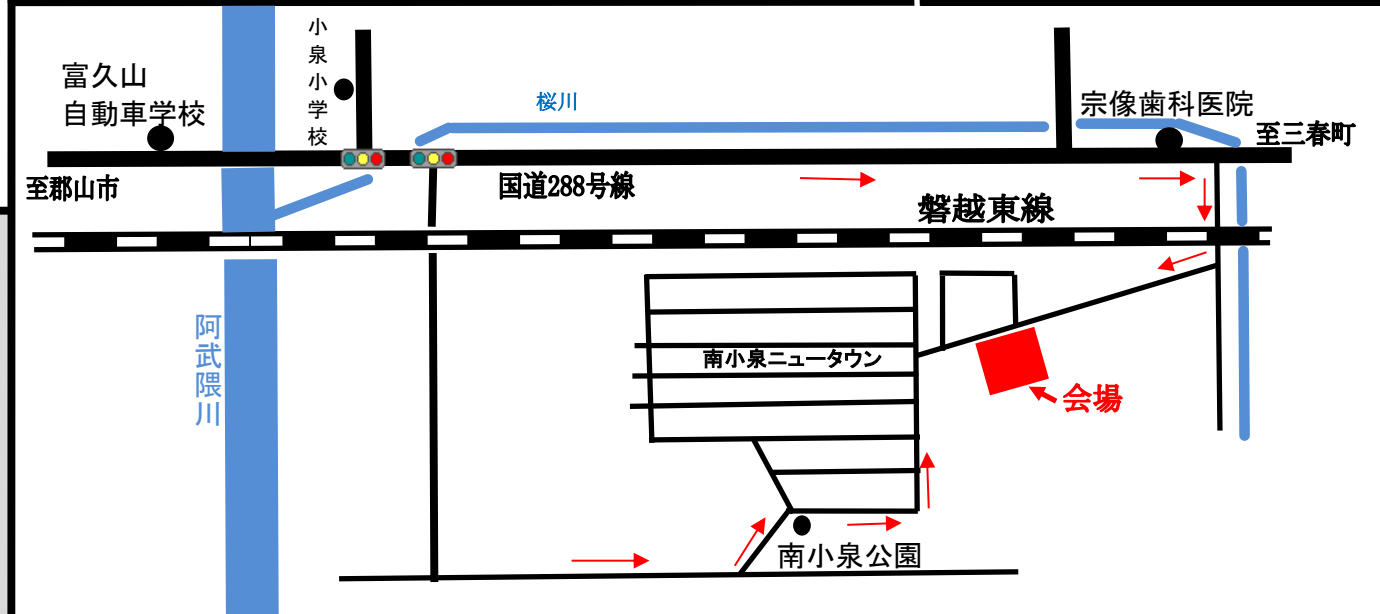 小泉小学校
富久山
自動車学校
桜川
宗像歯科医院
至三春町
至郡山市
国道288号線
磐越東線
阿武隈川
南小泉ニュータウン
会場
南小泉公園